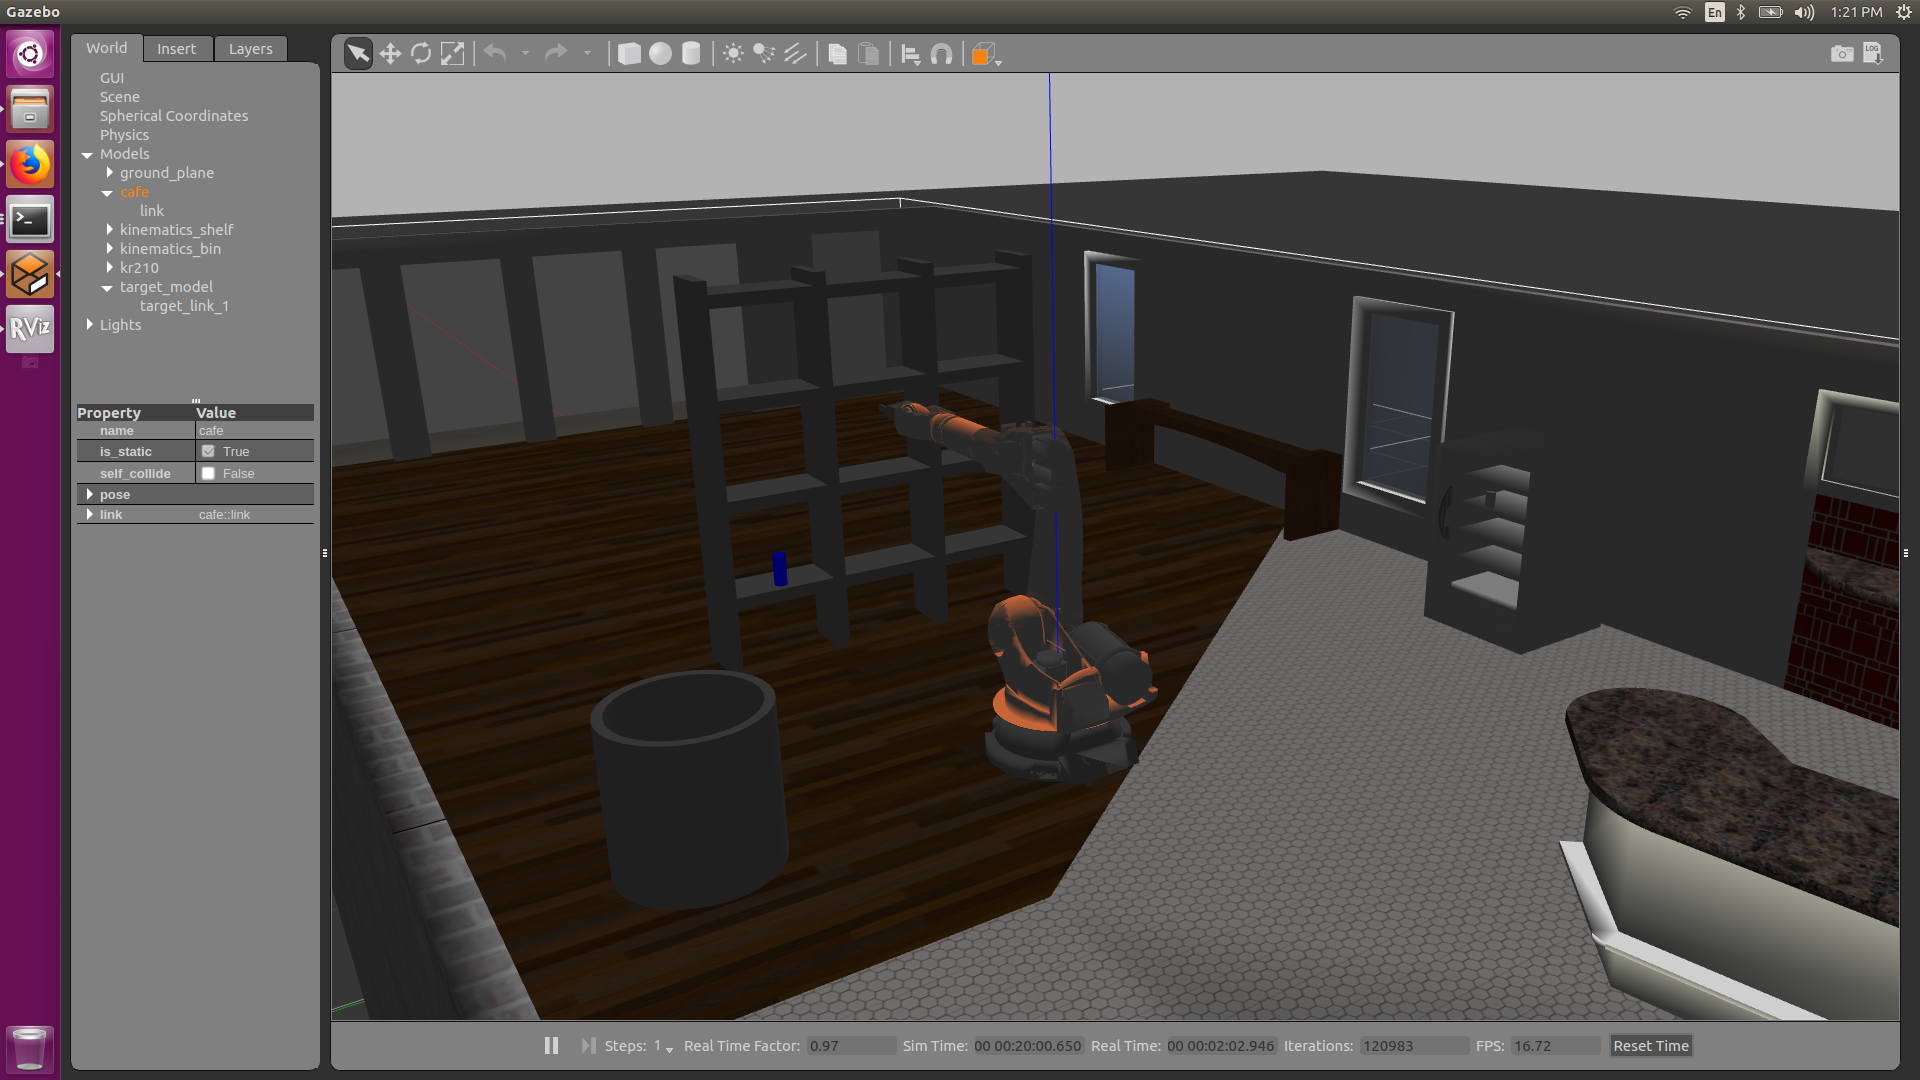 Gazebo
En
1:21 PM
World Insert Layers
GUI
Scene
Spherical Coordinates
Physics
Models
ground_plane
cafe
link
kinematics_shelf
kinematics_bin
kr210
target_model
target_link_1
Lights
RViz
Property Value
name cafe
is_static True
self_collide False
pose
link cafe::link
LOG
Steps: 1 Real Time Factor: 0.97 Sim Time: 00 00:20:00.650 Real Time: 00 00:02:02.946 Iterations: 120983 FPS: 16.72 Reset Time